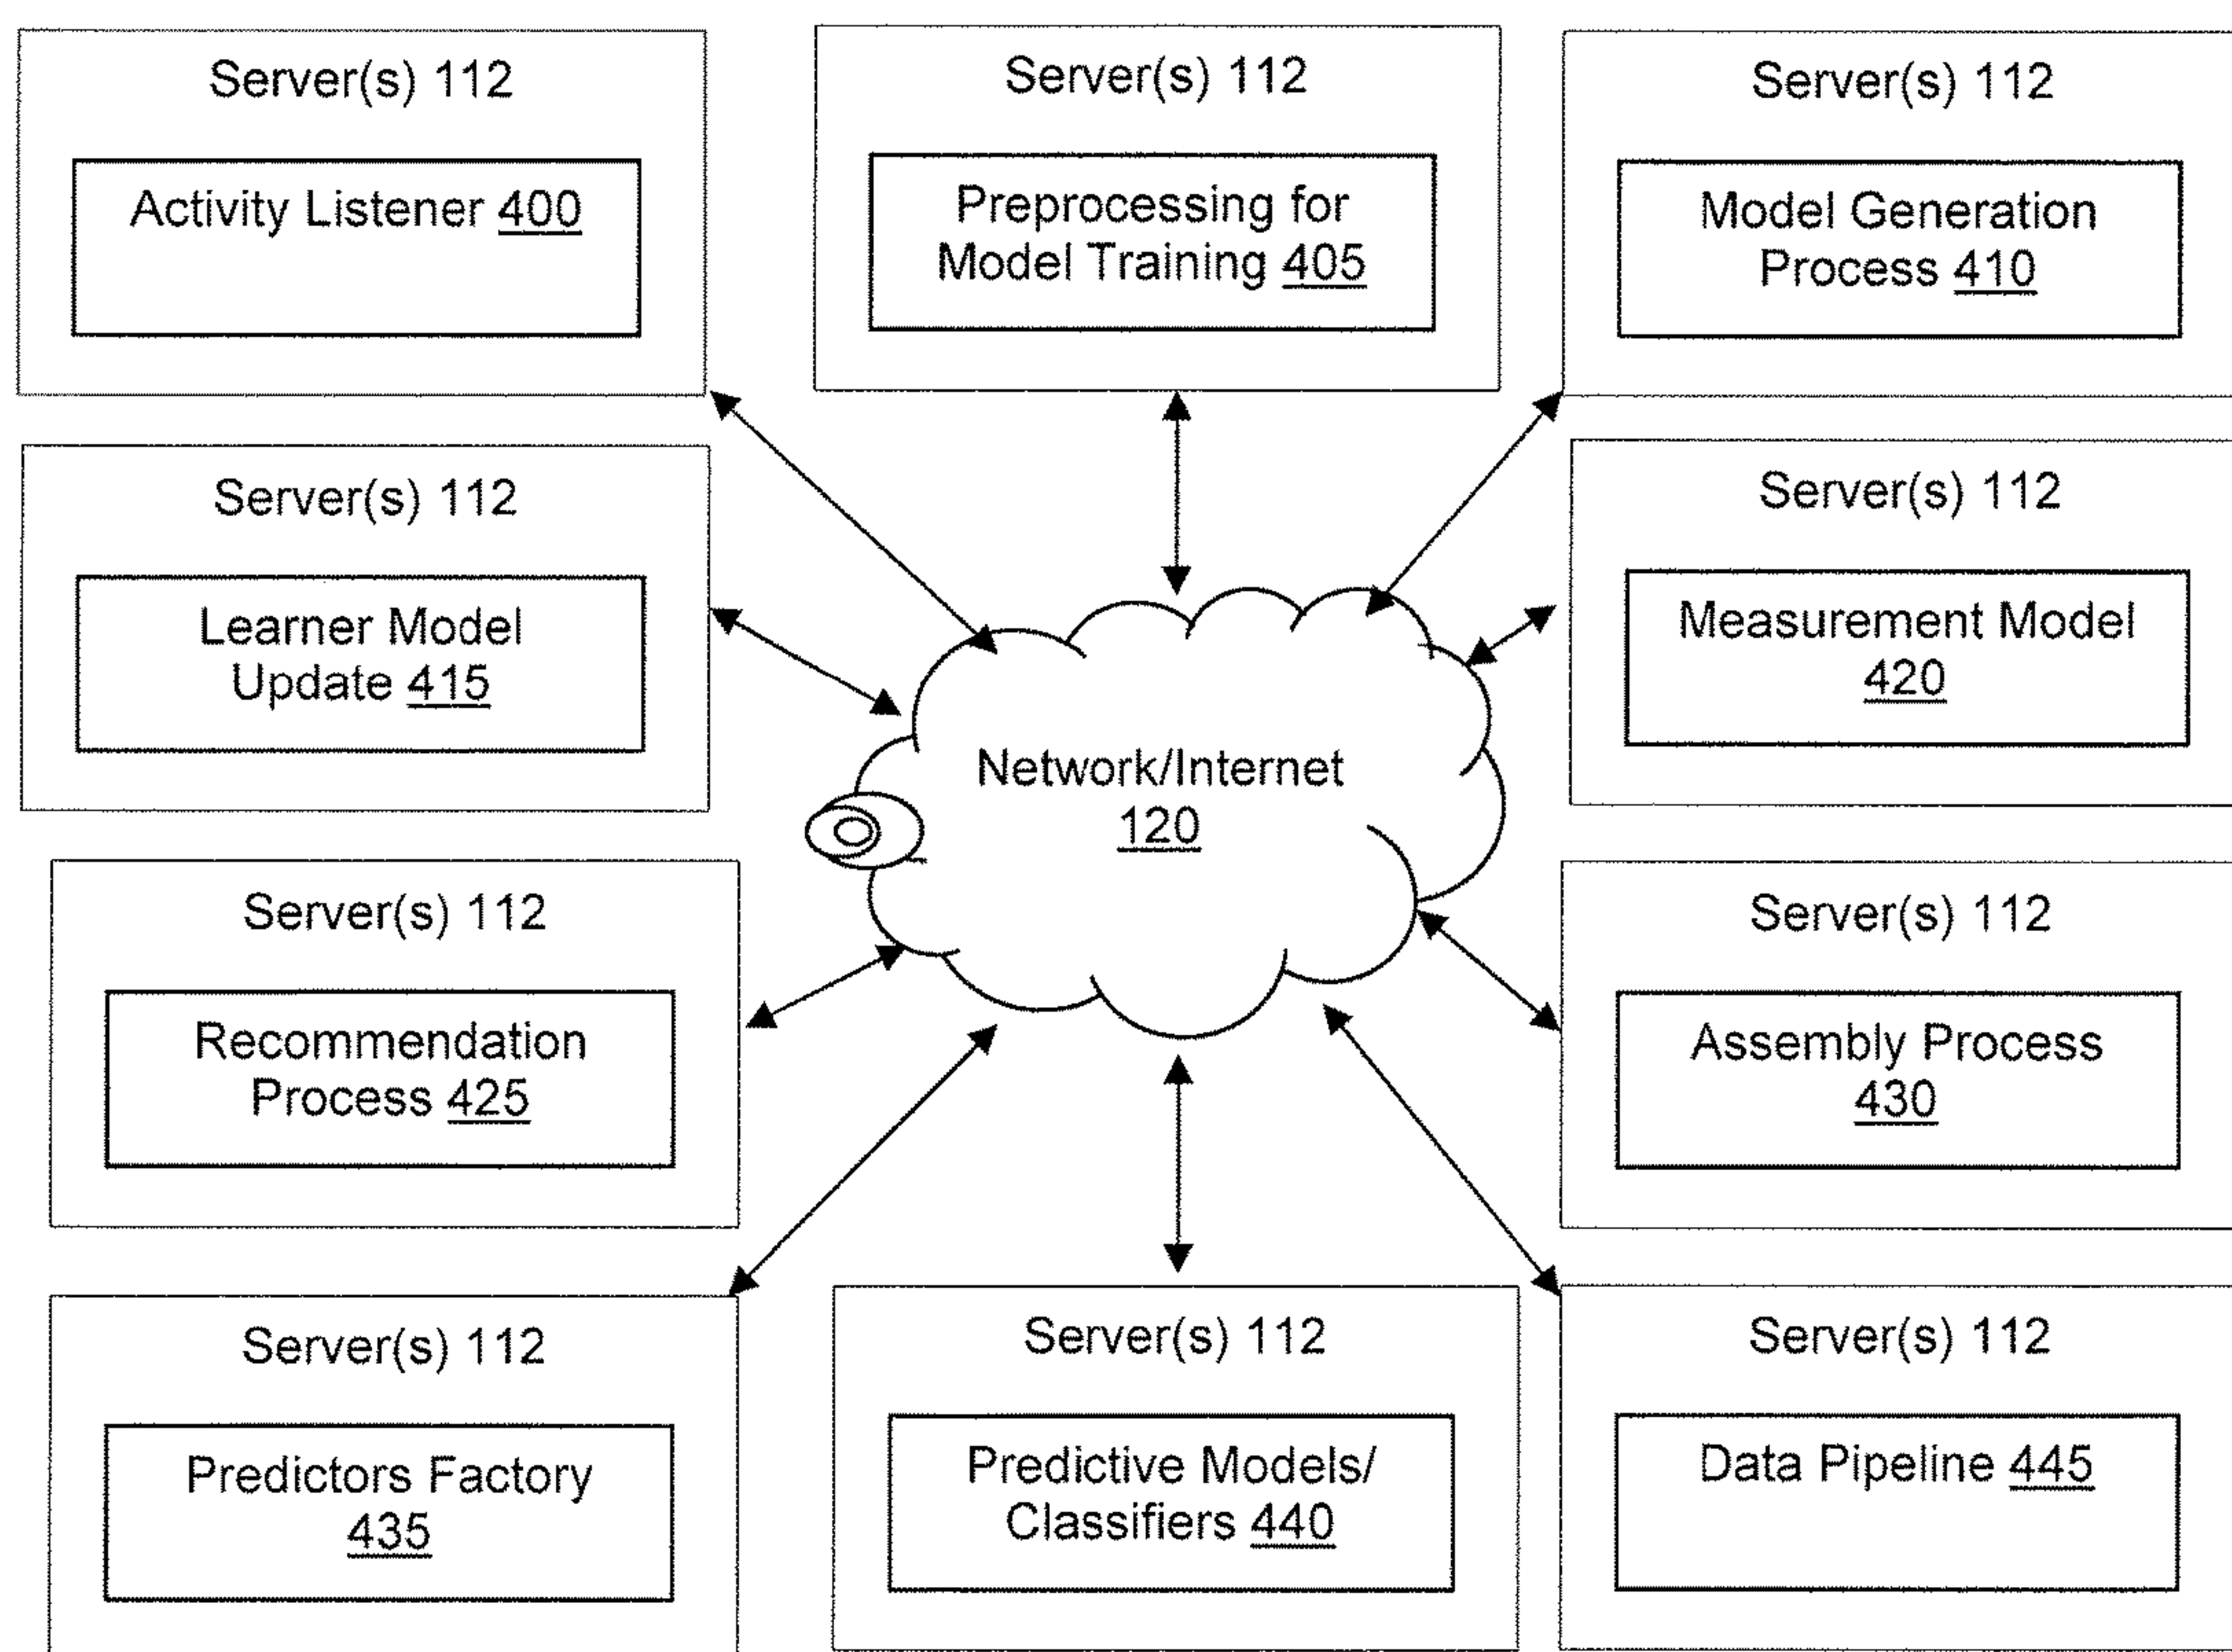 Server(s) 112
Activity Listener 400
Server(s) 112
Preprocessing for
Model Training 405
Server(s) 112
Model Generation
Process 410
Server(s) 112
Learner Model
Update 415
Server(s) 112
Measurement Model
420
Network/Internet
120
Server(s) 112
Recommendation
Process 425
Server(s) 112
Assembly Process
430
Server(s) 112
Predictors Factory
435
Server(s) 112
Predictive Models/
Classifiers 440
Server(s) 112
Data Pipeline 445